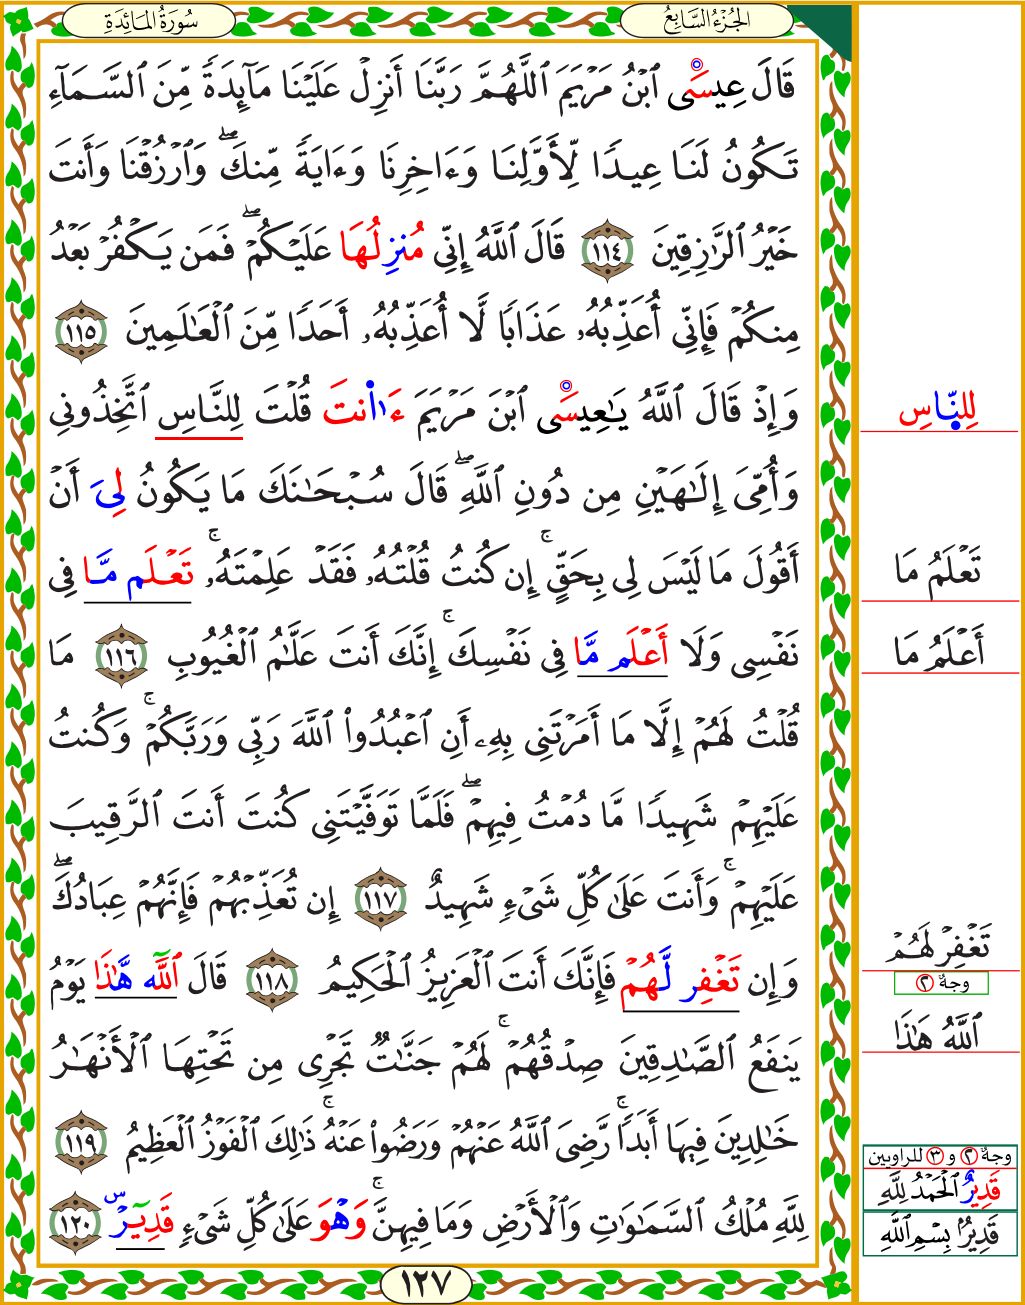 الجُزْءُ السَّابِعُ
سُورَةُ المَائِدَةِ
قَالَ عِيسَى ٱبْنُ مَرْيَمَ ٱللَّهُمَّ رَبَّنَا أَنزِلْ عَلَيْنَا مَآئِدَةً مِّنَ ٱلسَّمَآءِ
تَكُونُ لَنَا عِيدًا لِّأَوَّلِنَا وَءَاخِرِنَا وَءَايَةً مِّنكَۖ وَٱرْزُقْنَا وَأَنتَ
خَيْرُ ٱلرَّٰزِقِينَ ١١٤ قَالَ ٱللَّهُ إِنِّي مُنزِلُهَا عَلَيْكُمْۖ فَمَن يَكْفُرْ بَعْدُ
مِنكُمْ فَإِنِّي أُعَذِّبُهُۥ عَذَابًا لَّا أُعَذِّبُهُۥ أَحَدًا مِّنَ ٱلْعَٰلَمِينَ ١١٥
وَإِذْ قَالَ ٱللَّهُ يَٰعِيسَى ٱبْنَ مَرْيَمَ ءَا۬نتَ قُلْتَ لِلنَّاسِ ٱتَّخِذُونِي
وَأُمِّيَ إِلَٰهَيْنِ مِن دُونِ ٱللَّهِۖ قَالَ سُبْحَٰنَكَ مَا يَكُونُ لِيَ أَنْ
أَقُولَ مَا لَيْسَ لِي بِحَقٍّۚ إِن كُنتُ قُلْتُهُۥ فَقَدْ عَلِمْتَهُۥۚ تَعْلَم مَّا فِي
نَفْسِي وَلَا أَعْلَم مَّا فِي نَفْسِكَۚ إِنَّكَ أَنتَ عَلَّٰمُ ٱلْغُيُوبِ ١١٦ مَا
قُلْتُ لَهُمْ إِلَّا مَا أَمَرْتَنِي بِهِۦ أَنِ ٱعْبُدُوا۟ ٱللَّهَ رَبِّي وَرَبَّكُمْۚ وَكُنتُ
عَلَيْهِمْ شَهِيدًا مَّا دُمْتُ فِيهِمْۖ فَلَمَّا تَوَفَّيْتَنِي كُنتَ أَنتَ ٱلرَّقِيبَ
عَلَيْهِمْۚ وَأَنتَ عَلَىٰ كُلِّ شَيْءٍ شَهِيدٌ ١١٧ إِن تُعَذِّبْهُمْ فَإِنَّهُمْ عِبَادُكَۖ
وَإِن تَغْفِر لَّهُمْ فَإِنَّكَ أَنتَ ٱلْعَزِيزُ ٱلْحَكِيمُ ١١٨ قَالَ ٱللَّه هَّٰذَا يَوْمُ
يَنفَعُ ٱلصَّٰدِقِينَ صِدْقُهُمْۚ لَهُمْ جَنَّٰتٌ تَجْرِي مِن تَحْتِهَا ٱلْأَنْهَٰرُ
خَٰلِدِينَ فِيهَا أَبَدًاۚ رَّضِيَ ٱللَّهُ عَنْهُمْ وَرَضُوا۟ عَنْهُۚ ذَٰلِكَ ٱلْفَوْزُ ٱلْعَظِيمُ ١١٩
لِلَّهِ مُلْكُ ٱلسَّمَٰوَٰتِ وَٱلْأَرْضِ وَمَا فِيهِنَّۚ وَهْوَ عَلَىٰ كُلِّ شَيْءٍ قَدِيرٌ س ١٢٠
١٢٧
لِلنَّاسِ
تَعْلَمُ مَا
أَعْلَمُ مَا
تَغْفِرْ لَهُمْ
وجهٌ ٢
ٱللَّهُ هَٰذَا
وجهٌ ٢ و ٣ للراويين
قَدِيرٌ ٱلْحَمْدُ لِلَّهِ
قَدِيرٌ بِسْمِ ٱللَّهِ